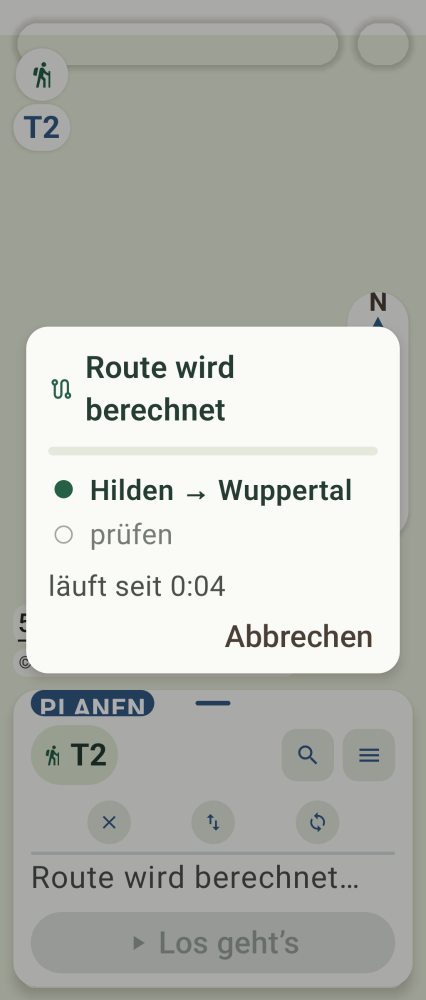 T2
N
Route wird
berechnet
Hilden → Wuppertal
prüfen
läuft seit 0:04
Abbrechen
5
©
PLANEN
T2
Route wird berechnet…
Los geht’s